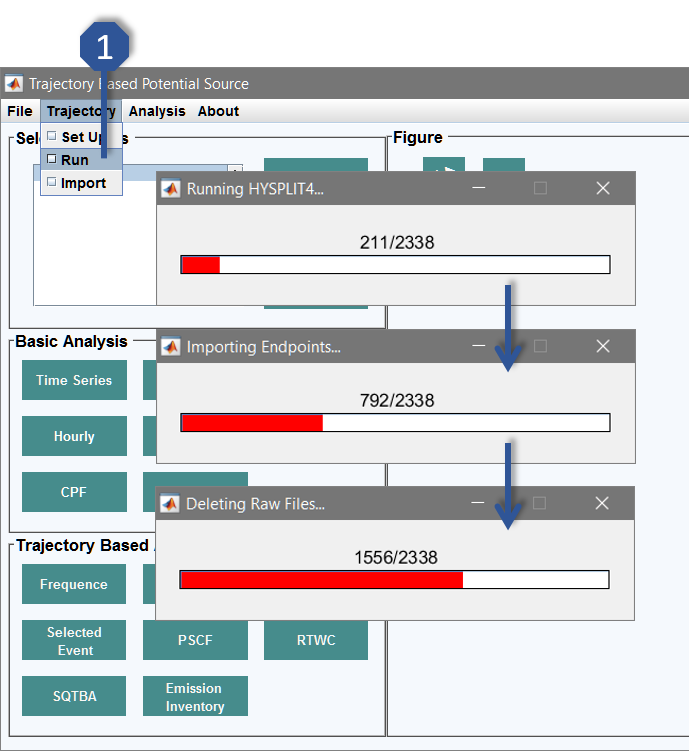 1
Trajectory Based Potential Source
File Trajectory Analysis About
Set Up
Run
Import
Figure
Running HYSPLIT4...
211/2338
Importing Endpoints...
792/2338
Deleting Raw Files...
1556/2338
Basic Analysis
Time Series
Hourly
CPF
Trajectory Based
Frequence
Selected
Event
PSCF
RTWC
SQTBA
Emission
Inventory